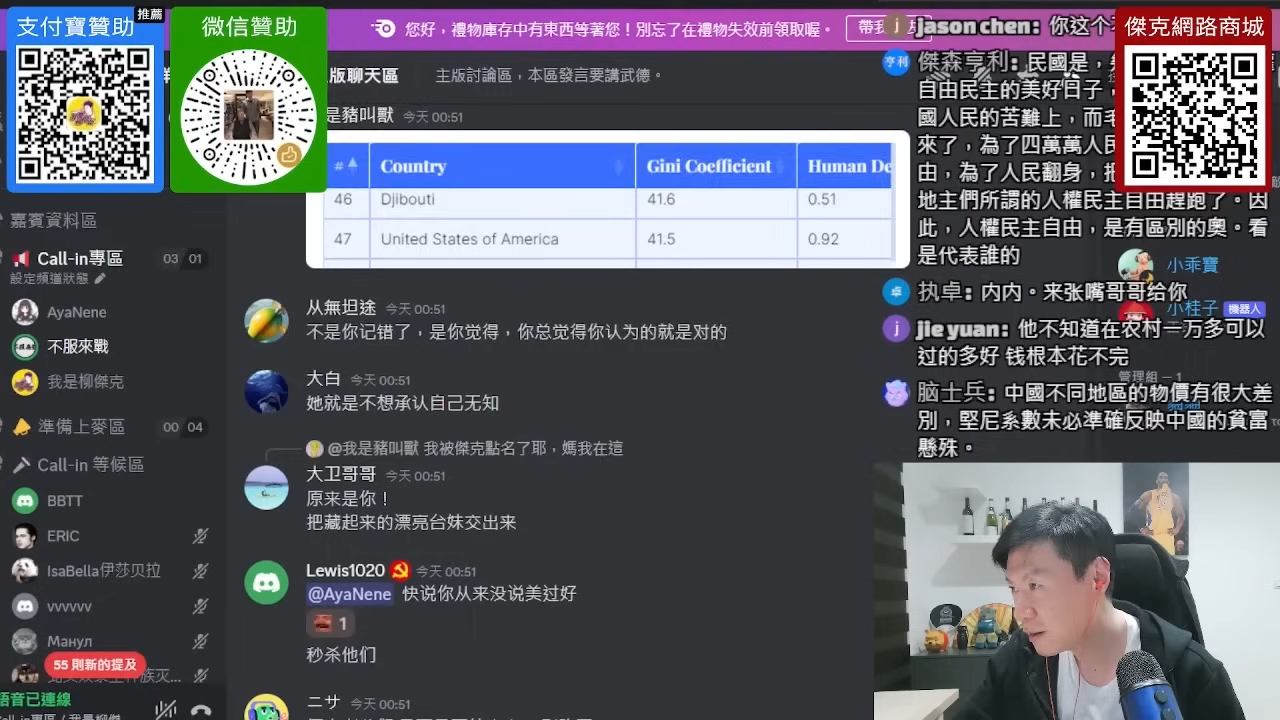 支付寶贊助
推薦
微信贊助
您好，禮物庫存中有東西等著您！別忘了在禮物失效前領取喔。
傑克網路商城
版聊天區
主版討論區，本區發言要講武德。
是豬叫獸 今天 00:51
#
Country
Gini Coefficient
Human De
46 Djibouti 41.6 0.51
47 United States of America 41.5 0.92
嘉賓資料區
Call-in專區 03 01
設定頻道狀態
AyaNene
不服來戰
我是柳傑克
準備上麥區 00 04
Call-in 等候區
BBTT
ERIC
IsaBella伊莎贝拉
vvvvvv
Манул
55 則新的提及
語音已連線
从無坦途 今天 00:51
不是你记错了，是你觉得，你总觉得你认为的就是对的
大白 今天 00:51
她就是不想承认自己无知
@我是豬叫獸 我被傑克點名了耶，媽我在這
大卫哥哥 今天 00:51
原来是你！
把藏起来的漂亮台妹交出来
Lewis1020 今天 00:51
@AyaNene 快说你从来没说美过好
1
秒杀他们
ニサ 今天 00:51
jason chen: 你这个
亨利
傑森亨利: 民國是，
自由民主的美好日子，
國人民的苦難上，而毛
來了，為了四萬萬人民
由，為了人民翻身，把
地主們所謂的人權民主自由趕跑了。因
此，人權民主自由，是有區別的奧。看
是代表誰的
小乖寶
卓
执卓: 内内。来张嘴哥哥给你
小桂子 機器人
j
jie yuan: 他不知道在农村一万多可以
过的多好 钱根本花不完
管理組 – 1
脑士兵: 中國不同地區的物價有很大差
別，堅尼系數未必準確反映中國的貧富
懸殊。